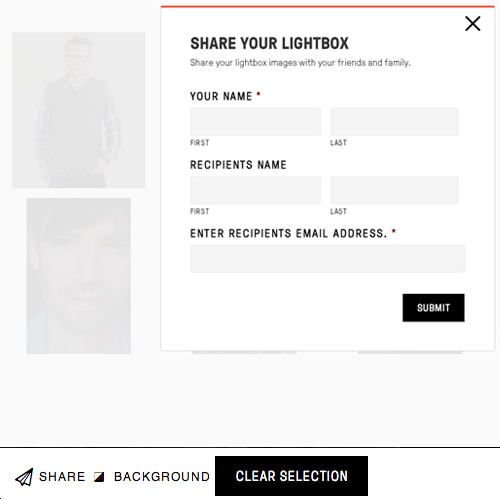 SHARE YOUR LIGHTBOX
Share your lightbox images with your friends and family.
YOUR NAME *
FIRST LAST
RECIPIENTS NAME
FIRST LAST
ENTER RECIPIENTS EMAIL ADDRESS. *
SUBMIT
SHARE BACKGROUND CLEAR SELECTION